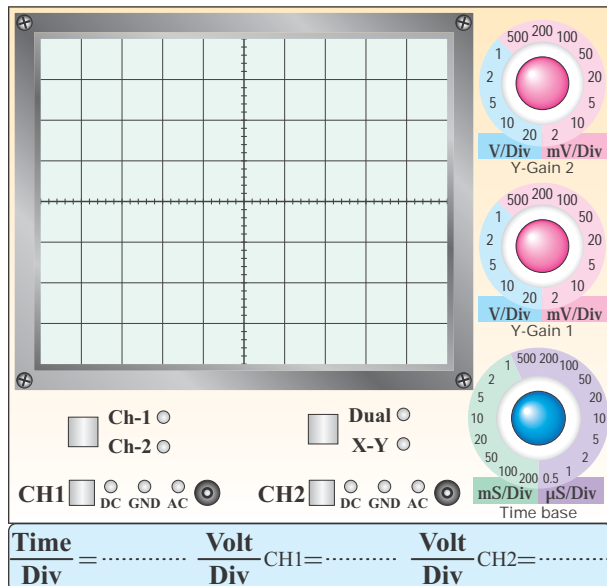 500 200 100
1 50
2 20
5 10
10
20 2
V/Div mV/Div
Y-Gain 2
500 200 100
1 50
2 20
5 10
10
20 2
V/Div mV/Div
Y-Gain 1
1 500 200 100
2 50
5 20
10 10
20 5
50 2
100 200 0.5 1
mS/Div µS/Div
Time base
Ch-1
Ch-2
Dual
X-Y
CH1 DC GND AC
CH2 DC GND AC
Time/Div = .............. Volt/Div CH1= .............. Volt/Div CH2= ..............